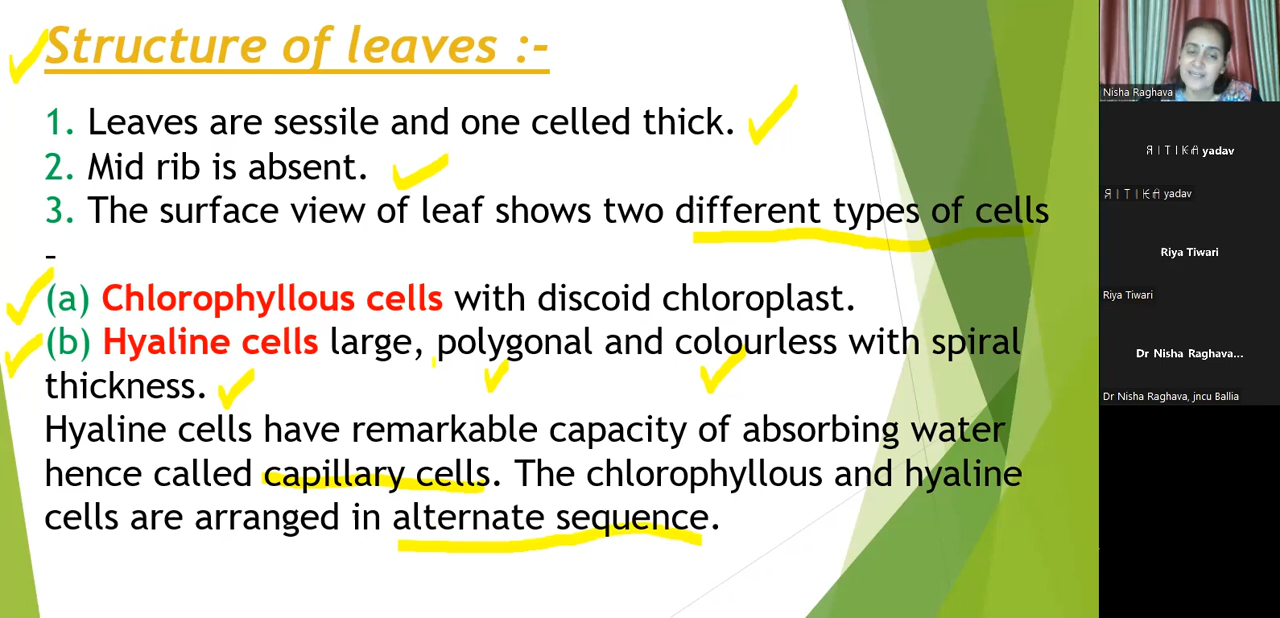 Structure of leaves :-
1. Leaves are sessile and one celled thick.
2. Mid rib is absent.
3. The surface view of leaf shows two different types of cells
-
(a) Chlorophyllous cells with discoid chloroplast.
(b) Hyaline cells large, polygonal and colourless with spiral
thickness.
Hyaline cells have remarkable capacity of absorbing water
hence called capillary cells. The chlorophyllous and hyaline
cells are arranged in alternate sequence.
Nisha Raghava
ЯІТІКĀ yadav
ЯІТІКĀ yadav
Riya Tiwari
Riya Tiwari
Dr Nisha Raghava...
Dr Nisha Raghava, jncu Ballia